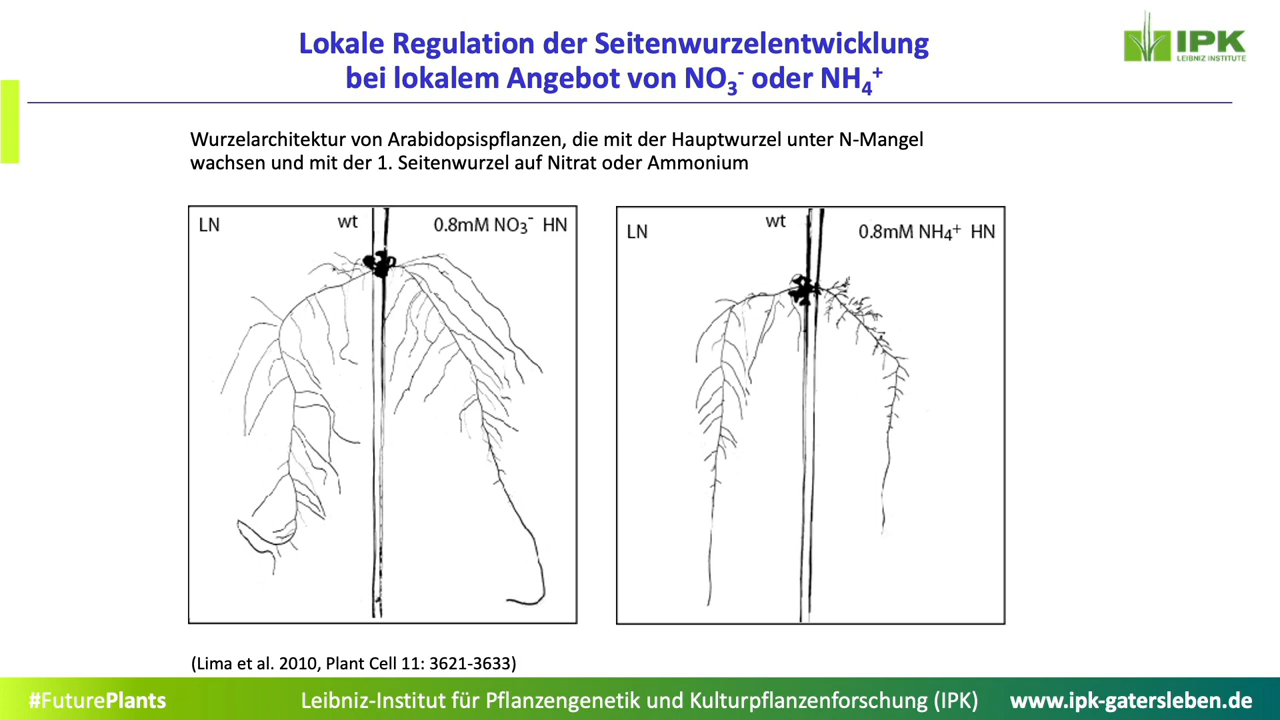 Lokale Regulation der Seitenwurzelentwicklung
bei lokalem Angebot von NO₃⁻ oder NH₄⁺
IPK
LEIBNIZ INSTITUTE
Wurzelarchitektur von Arabidopsispflanzen, die mit der Hauptwurzel unter N-Mangel
wachsen und mit der 1. Seitenwurzel auf Nitrat oder Ammonium
LN wt 0.8mM NO₃⁻ HN
LN wt 0.8mM NH₄⁺ HN
(Lima et al. 2010, Plant Cell 11: 3621-3633)
#FuturePlants Leibniz-Institut für Pflanzengenetik und Kulturpflanzenforschung (IPK) www.ipk-gatersleben.de